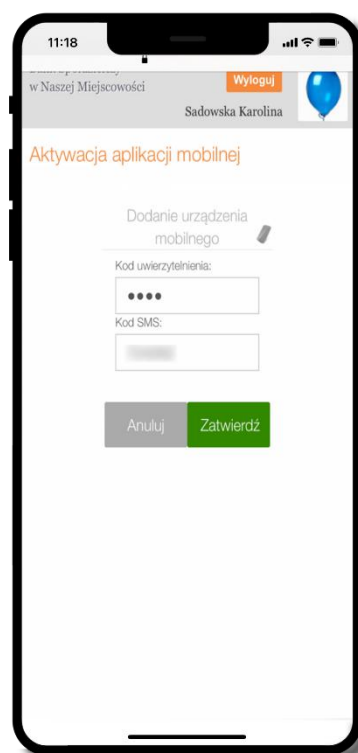 11:18
w Naszej Miejscowości
Wyloguj
Sadowska Karolina
Aktywacja aplikacji mobilnej
Dodanie urządzenia
mobilnego
Kod uwierzytelnienia:
••••
Kod SMS:
Anuluj
Zatwierdź